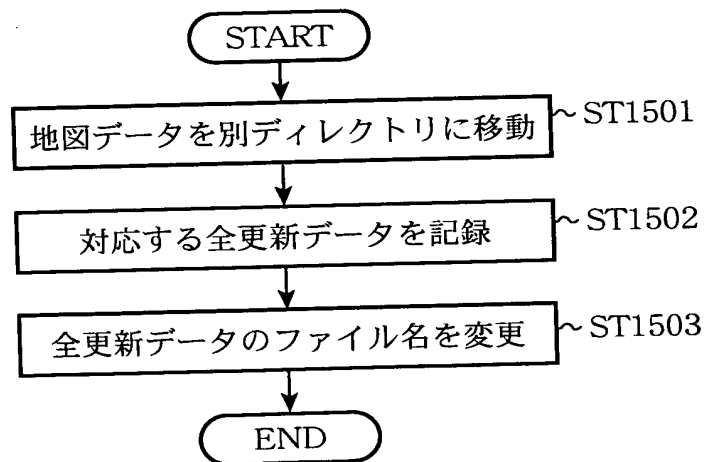 START
地図データを別ディレクトリに移動
~ST1501
対応する全更新データを記録
~ST1502
全更新データのファイル名を変更
~ST1503
END